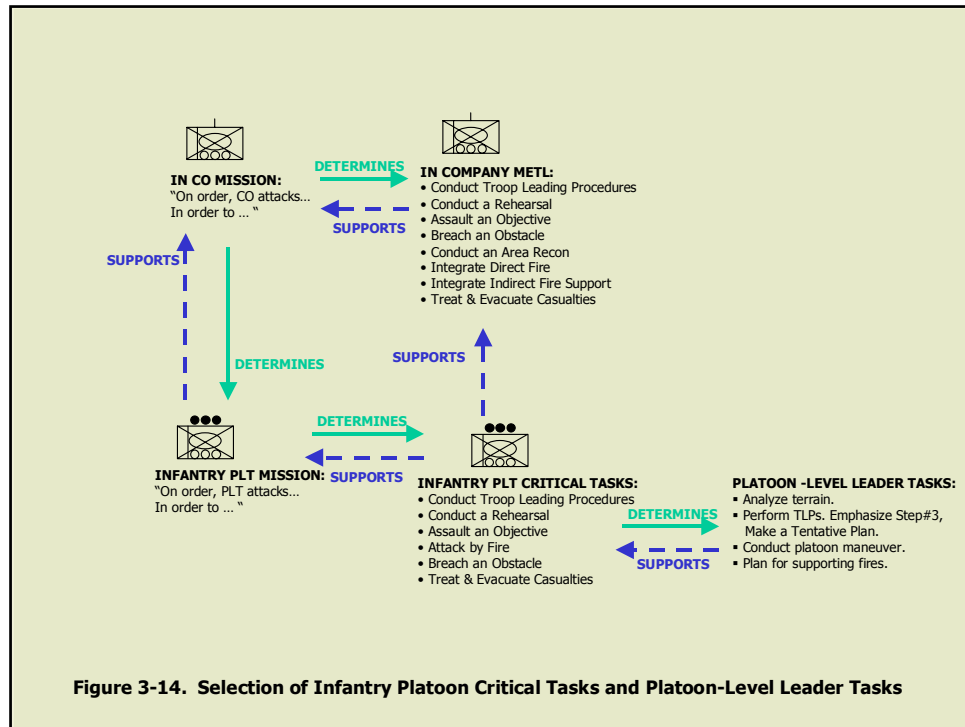 IN CO MISSION:
"On order, CO attacks…
In order to … "
DETERMINES
SUPPORTS
IN COMPANY METL:
• Conduct Troop Leading Procedures
• Conduct a Rehearsal
• Assault an Objective
• Breach an Obstacle
• Conduct an Area Recon
• Integrate Direct Fire
• Integrate Indirect Fire Support
• Treat & Evacuate Casualties
SUPPORTS
DETERMINES
SUPPORTS
INFANTRY PLT MISSION:
"On order, PLT attacks…
In order to … "
DETERMINES
SUPPORTS
INFANTRY PLT CRITICAL TASKS:
• Conduct Troop Leading Procedures
• Conduct a Rehearsal
• Assault an Objective
• Attack by Fire
• Breach an Obstacle
• Treat & Evacuate Casualties
DETERMINES
SUPPORTS
PLATOON -LEVEL LEADER TASKS:
▪ Analyze terrain.
▪ Perform TLPs. Emphasize Step#3,
Make a Tentative Plan.
▪ Conduct platoon maneuver.
▪ Plan for supporting fires.
Figure 3-14. Selection of Infantry Platoon Critical Tasks and Platoon-Level Leader Tasks